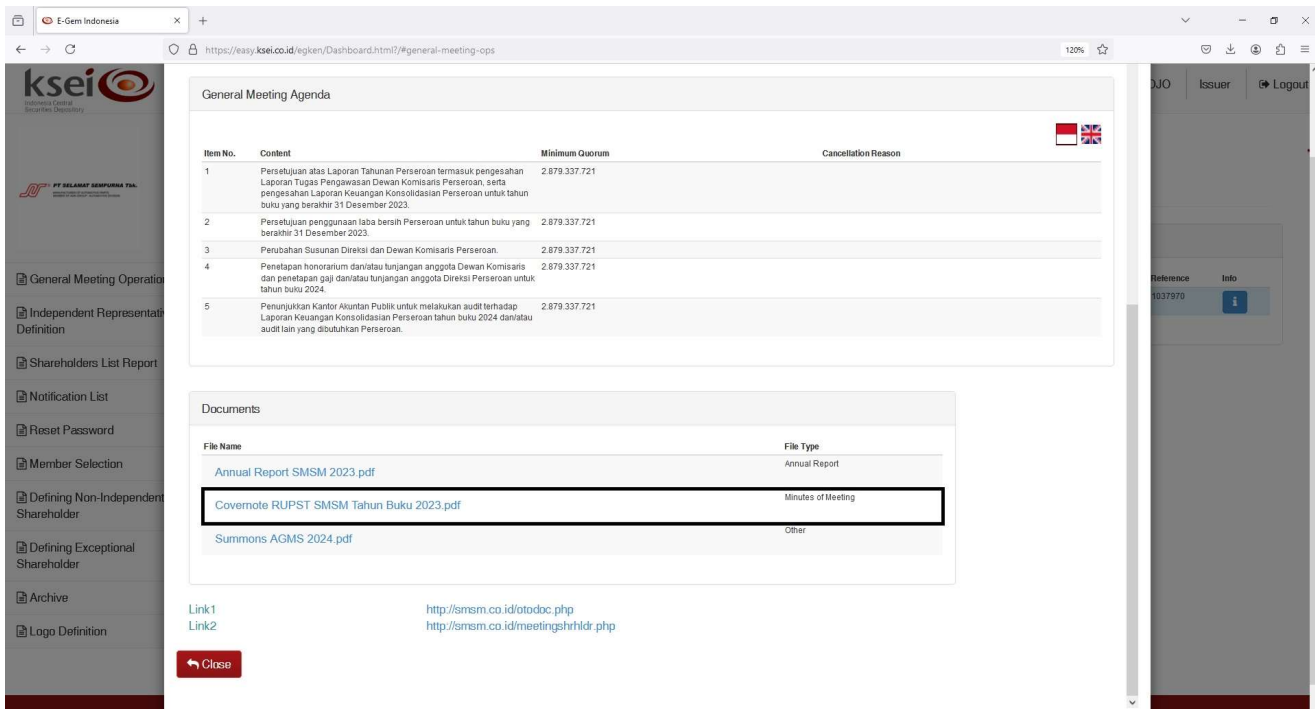 E-Gem Indonesia
https://easy.ksei.co.id/egken/Dashboard.html?/#general-meeting-ops
120%
ksei
Indonesia Central
Securities Depository
OJO
Issuer
Logout
PT SELAMAT SEMPURNA Tbk.
General Meeting Operatio
Independent Representati
Definition
Shareholders List Report
Notification List
Reset Password
Member Selection
Defining Non-Independent
Shareholder
Defining Exceptional
Shareholder
Archive
Logo Definition
General Meeting Agenda
Item No. Content Minimum Quorum Cancellation Reason
1 Persetujuan atas Laporan Tahunan Perseroan termasuk pengesahan 2.879.337.721
Laporan Tugas Pengawasan Dewan Komisaris Perseroan, serta
pengesahan Laporan Keuangan Konsolidasian Perseroan untuk tahun
buku yang berakhir 31 Desember 2023.
2 Persetujuan penggunaan laba bersih Perseroan untuk tahun buku yang 2.879.337.721
berakhir 31 Desember 2023.
3 Perubahan Susunan Direksi dan Dewan Komisaris Perseroan. 2.879.337.721
4 Penetapan honorarium dan/atau tunjangan anggota Dewan Komisaris 2.879.337.721
dan penetapan gaji dan/atau tunjangan anggota Direksi Perseroan untuk
tahun buku 2024.
5 Penunjukkan Kantor Akuntan Publik untuk melakukan audit terhadap 2.879.337.721
Laporan Keuangan Konsolidasian Perseroan tahun buku 2024 dan/atau
audit lain yang dibutuhkan Perseroan.
Reference Info
1037970 i
Documents
File Name File Type
Annual Report SMSM 2023.pdf Annual Report
Covernote RUPST SMSM Tahun Buku 2023.pdf Minutes of Meeting
Summons AGMS 2024.pdf Other
Link1 http://smsm.co.id/otodoc.php
Link2 http://smsm.co.id/meetingshrhldr.php
Close